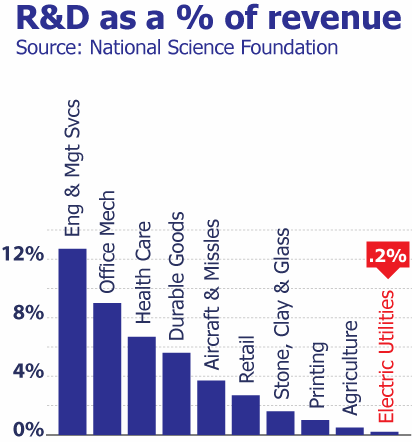 R&D as a % of revenue
Source: National Science Foundation
Eng & Mgt Svcs
Office Mech
Health Care
Durable Goods
Aircraft & Missles
Retail
Stone, Clay & Glass
Printing
Agriculture
Electric Utilities
.2%
12%
8%
4%
0%